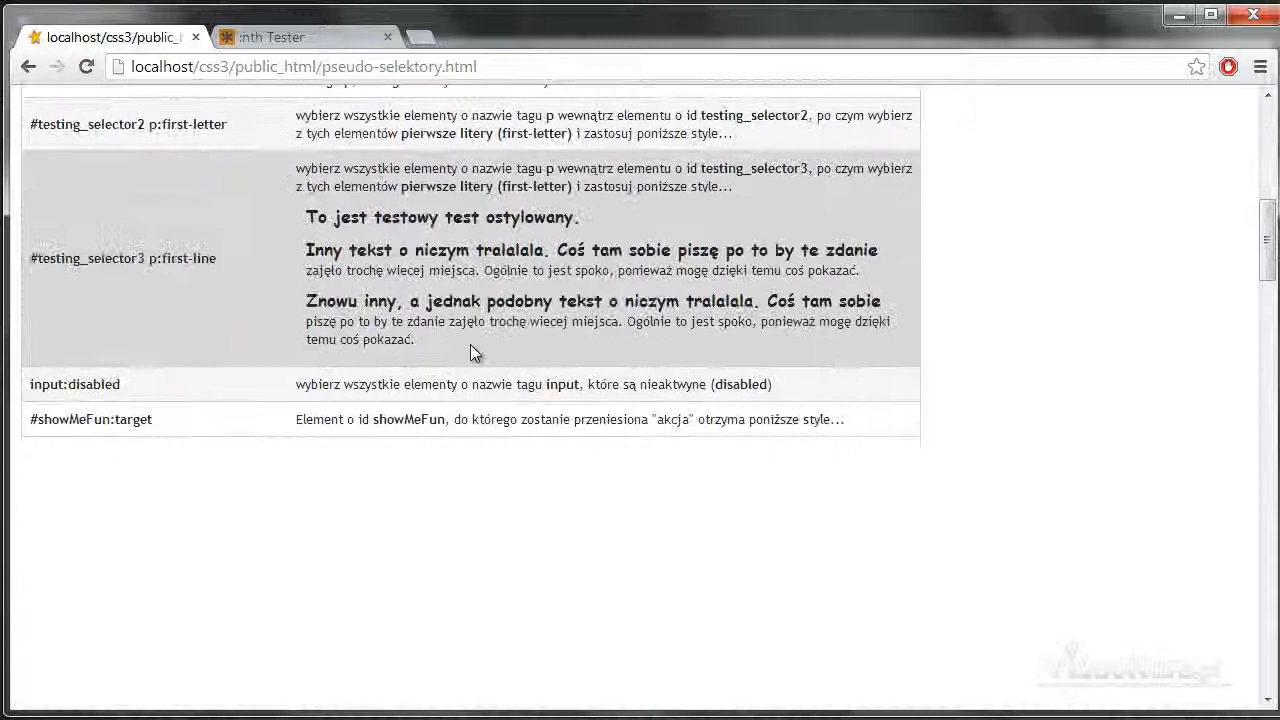 localhost/css3/public_l
:nth Tester
localhost/css3/public_html/pseudo-selektory.html
#testing_selector2 p:first-letter
wybierz wszystkie elementy o nazwie tagu p wewnątrz elementu o id testing_selector2, po czym wybierz
z tych elementów pierwsze litery (first-letter) i zastosuj poniższe style...
wybierz wszystkie elementy o nazwie tagu p wewnątrz elementu o id testing_selector3, po czym wybierz
z tych elementów pierwsze litery (first-letter) i zastosuj poniższe style...
#testing_selector3 p:first-line
To jest testowy test ostylowany.
Inny tekst o niczym tralalala. Coś tam sobie piszę po to by te zdanie
zajęło trochę wiecej miejsca. Ogólnie to jest spoko, ponieważ mogę dzięki temu coś pokazać.
Znowu inny, a jednak podobny tekst o niczym tralalala. Coś tam sobie
piszę po to by te zdanie zajęło trochę wiecej miejsca. Ogólnie to jest spoko, ponieważ mogę dzięki
temu coś pokazać.
input:disabled
wybierz wszystkie elementy o nazwie tagu input, które są nieaktwyne (disabled)
#showMeFun:target
Element o id showMeFun, do którego zostanie przeniesiona "akcja" otrzyma poniższe style...